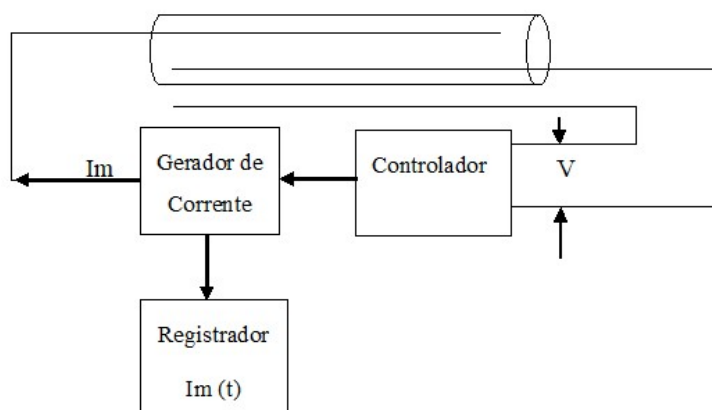 Im
Gerador de
Corrente
Controlador
V
Registrador
Im (t)